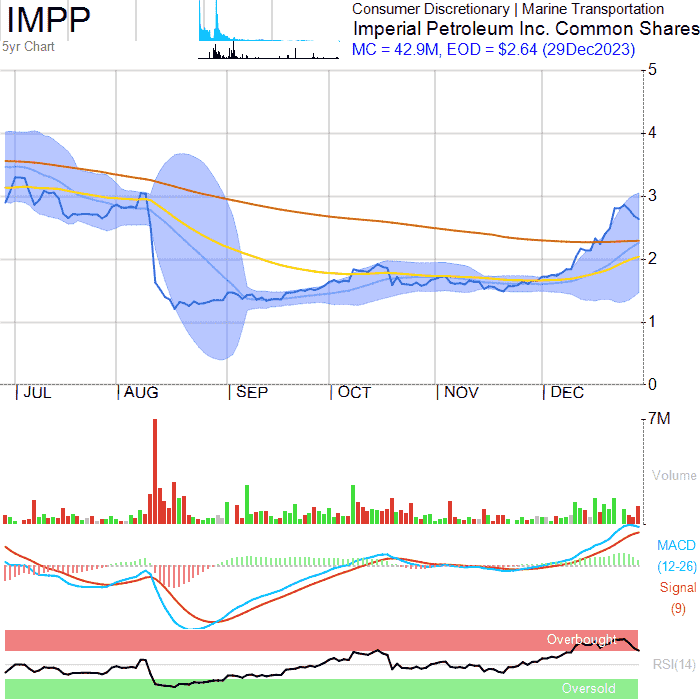 IMPP
5yr Chart
Consumer Discretionary | Marine Transportation
Imperial Petroleum Inc. Common Shares
MC = 42.9M, EOD = $2.64 (29Dec2023)
5
4
3
2
1
0
JUL AUG SEP OCT NOV DEC
7M
Volume
MACD
(12-26)
Signal
(9)
Overbought
RSI(14)
Oversold